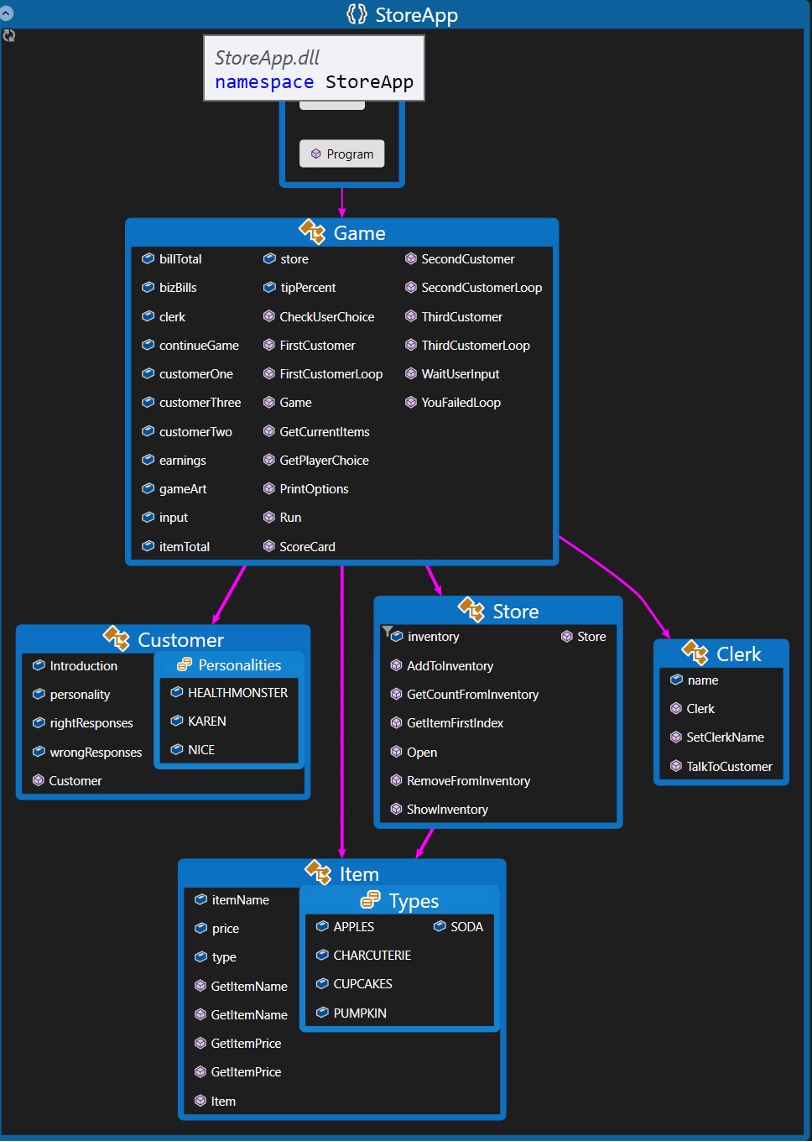 StoreApp
StoreApp.dll
namespace StoreApp
Program
Game
billTotal
bizBills
clerk
continueGame
customerOne
customerThree
customerTwo
earnings
gameArt
input
itemTotal
store
tipPercent
CheckUserChoice
FirstCustomer
FirstCustomerLoop
Game
GetCurrentItems
GetPlayerChoice
PrintOptions
Run
ScoreCard
SecondCustomer
SecondCustomerLoop
ThirdCustomer
ThirdCustomerLoop
WaitUserInput
YouFailedLoop
Customer
Introduction
personality
rightResponses
wrongResponses
Customer
Personalities
HEALTHMONSTER
KAREN
NICE
Store
inventory
AddToInventory
GetCountFromInventory
GetItemFirstIndex
Open
RemoveFromInventory
ShowInventory
Store
Clerk
name
Clerk
SetClerkName
TalkToCustomer
Item
itemName
price
type
GetItemName
GetItemName
GetItemPrice
GetItemPrice
Item
Types
APPLES
CHARCUTERIE
CUPCAKES
PUMPKIN
SODA